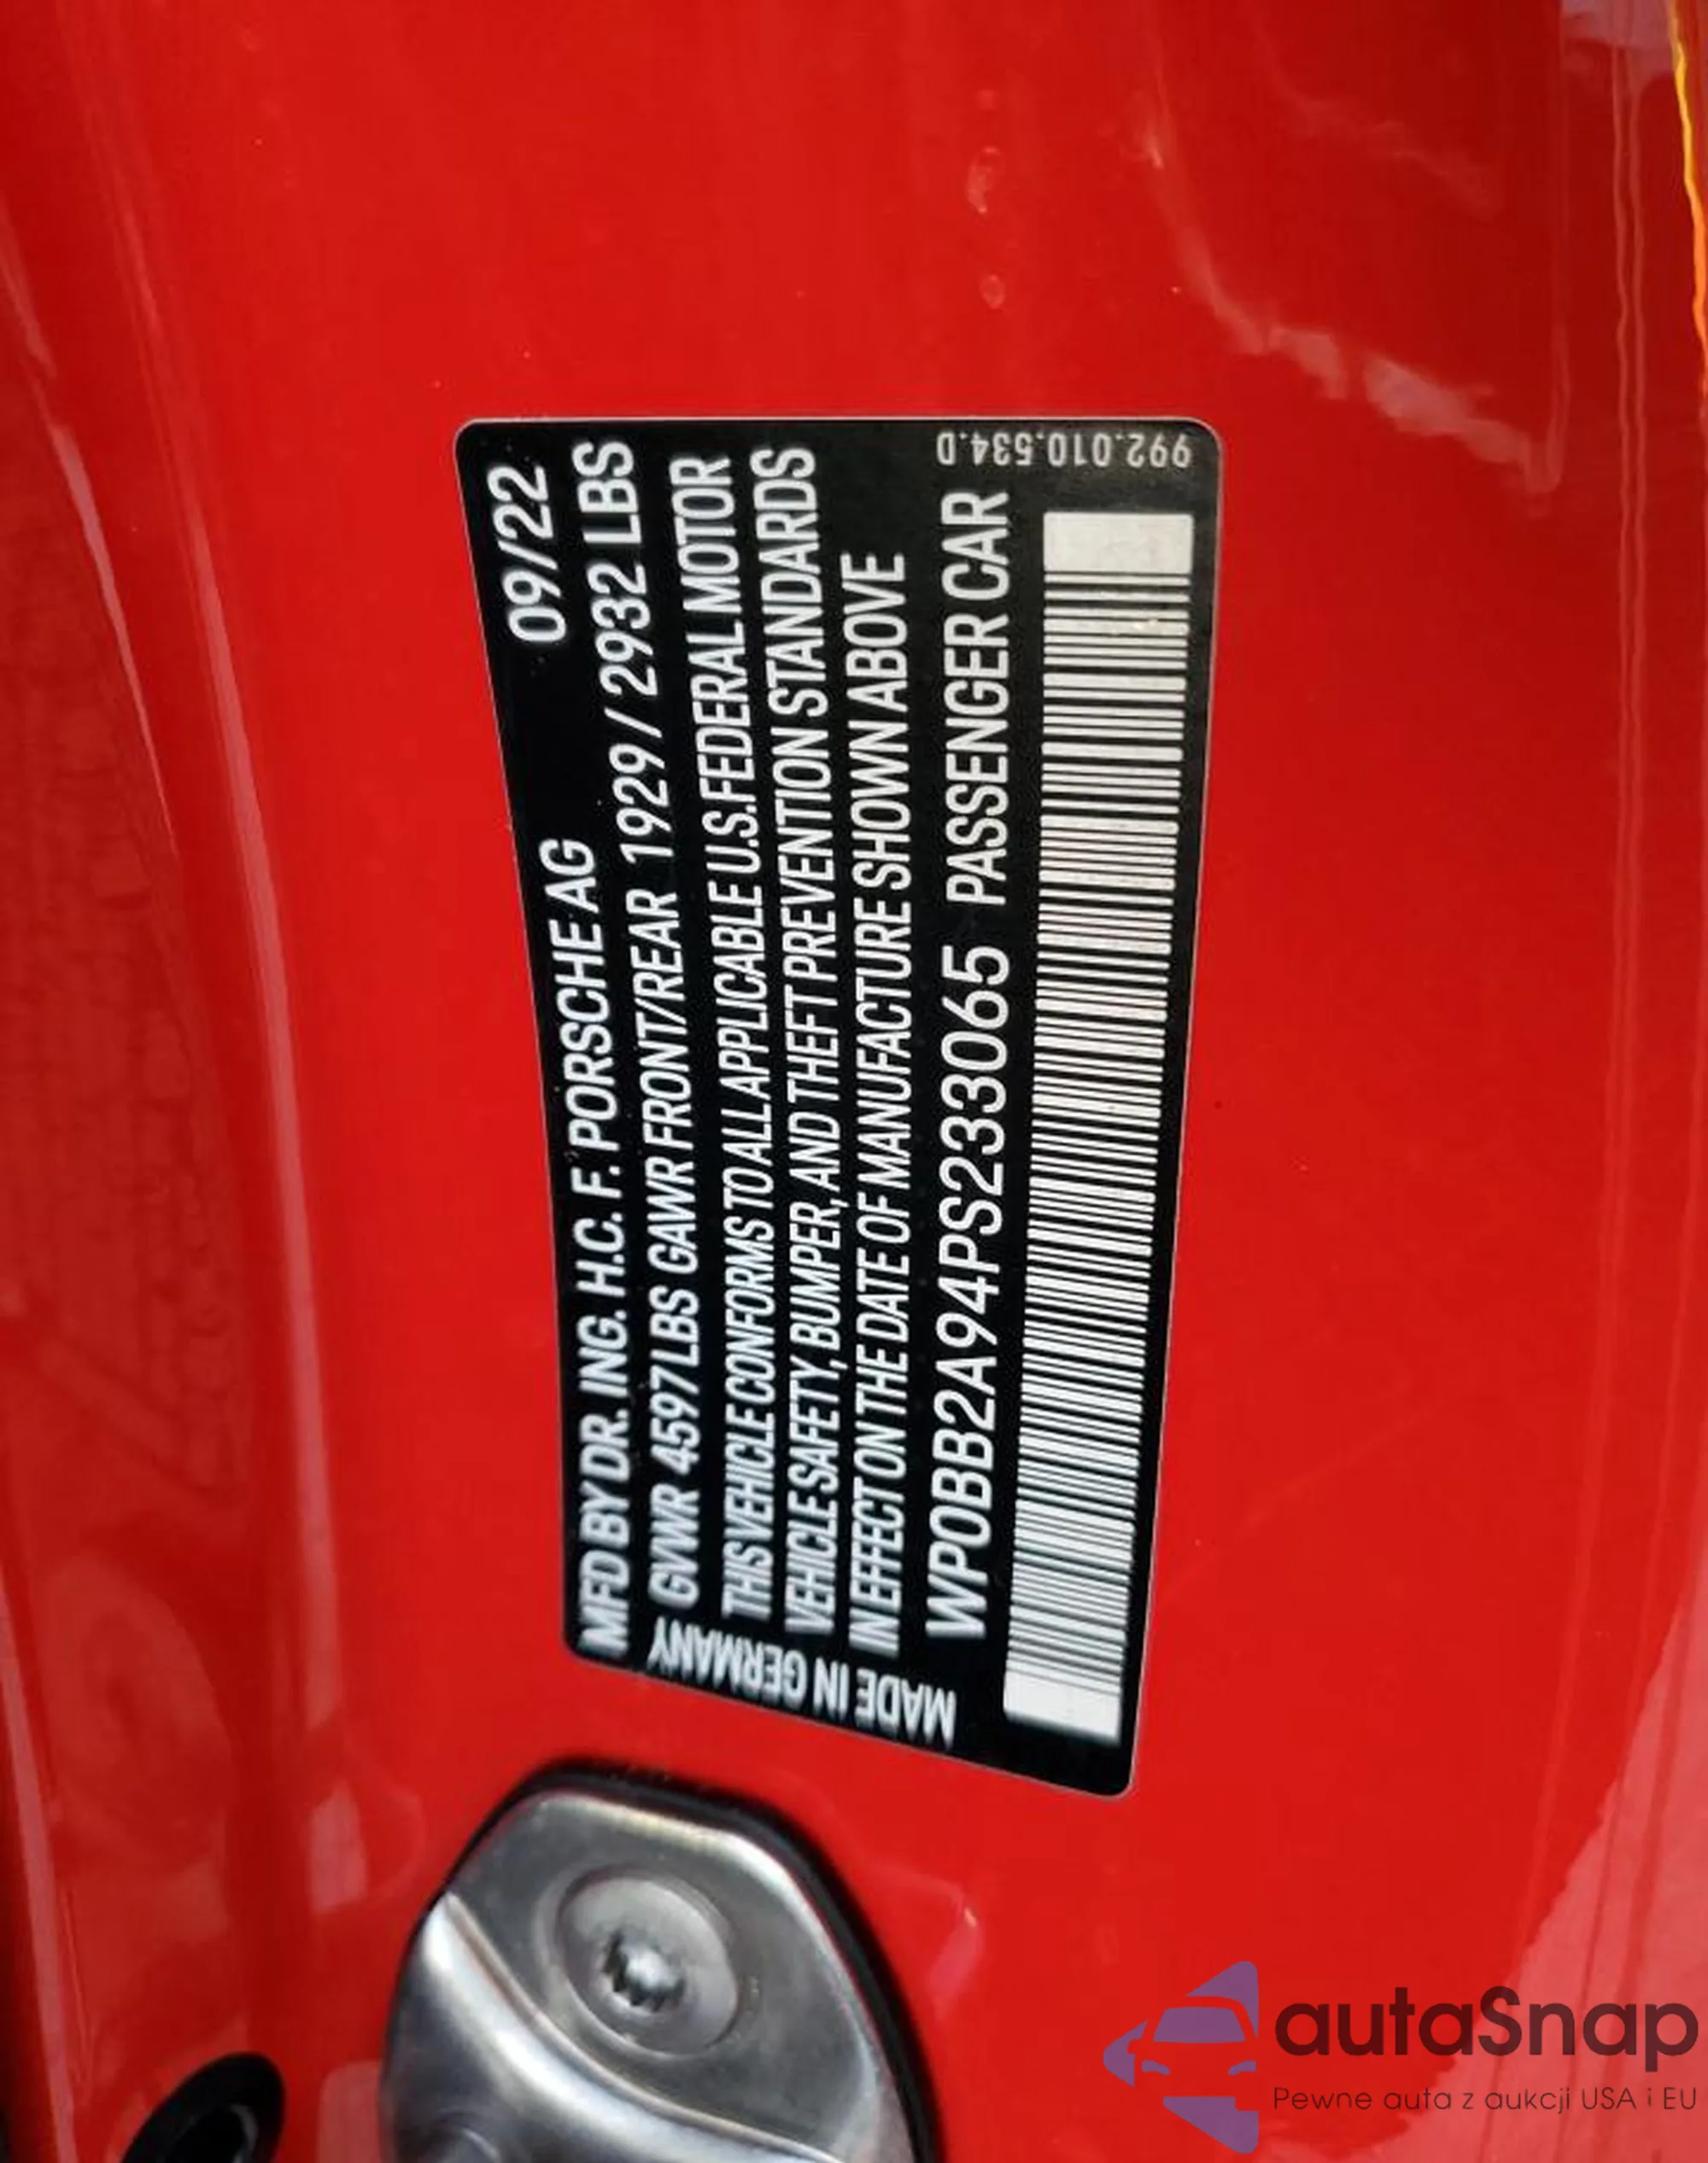 MFD BY DR. ING. H.C. F. PORSCHE AG 09/22
GVWR 4597 LBS GAWR FRONT/REAR 1929 / 2932 LBS
THIS VEHICLE CONFORMS TO ALL APPLICABLE U.S. FEDERAL MOTOR
VEHICLE SAFETY, BUMPER, AND THEFT PREVENTION STANDARDS
IN EFFECT ON THE DATE OF MANUFACTURE SHOWN ABOVE
WP0BB2A94PS233065 PASSENGER CAR
MADE IN GERMANY
992.010.534.D
autaSnap
Pewne auta z aukcji USA i EU